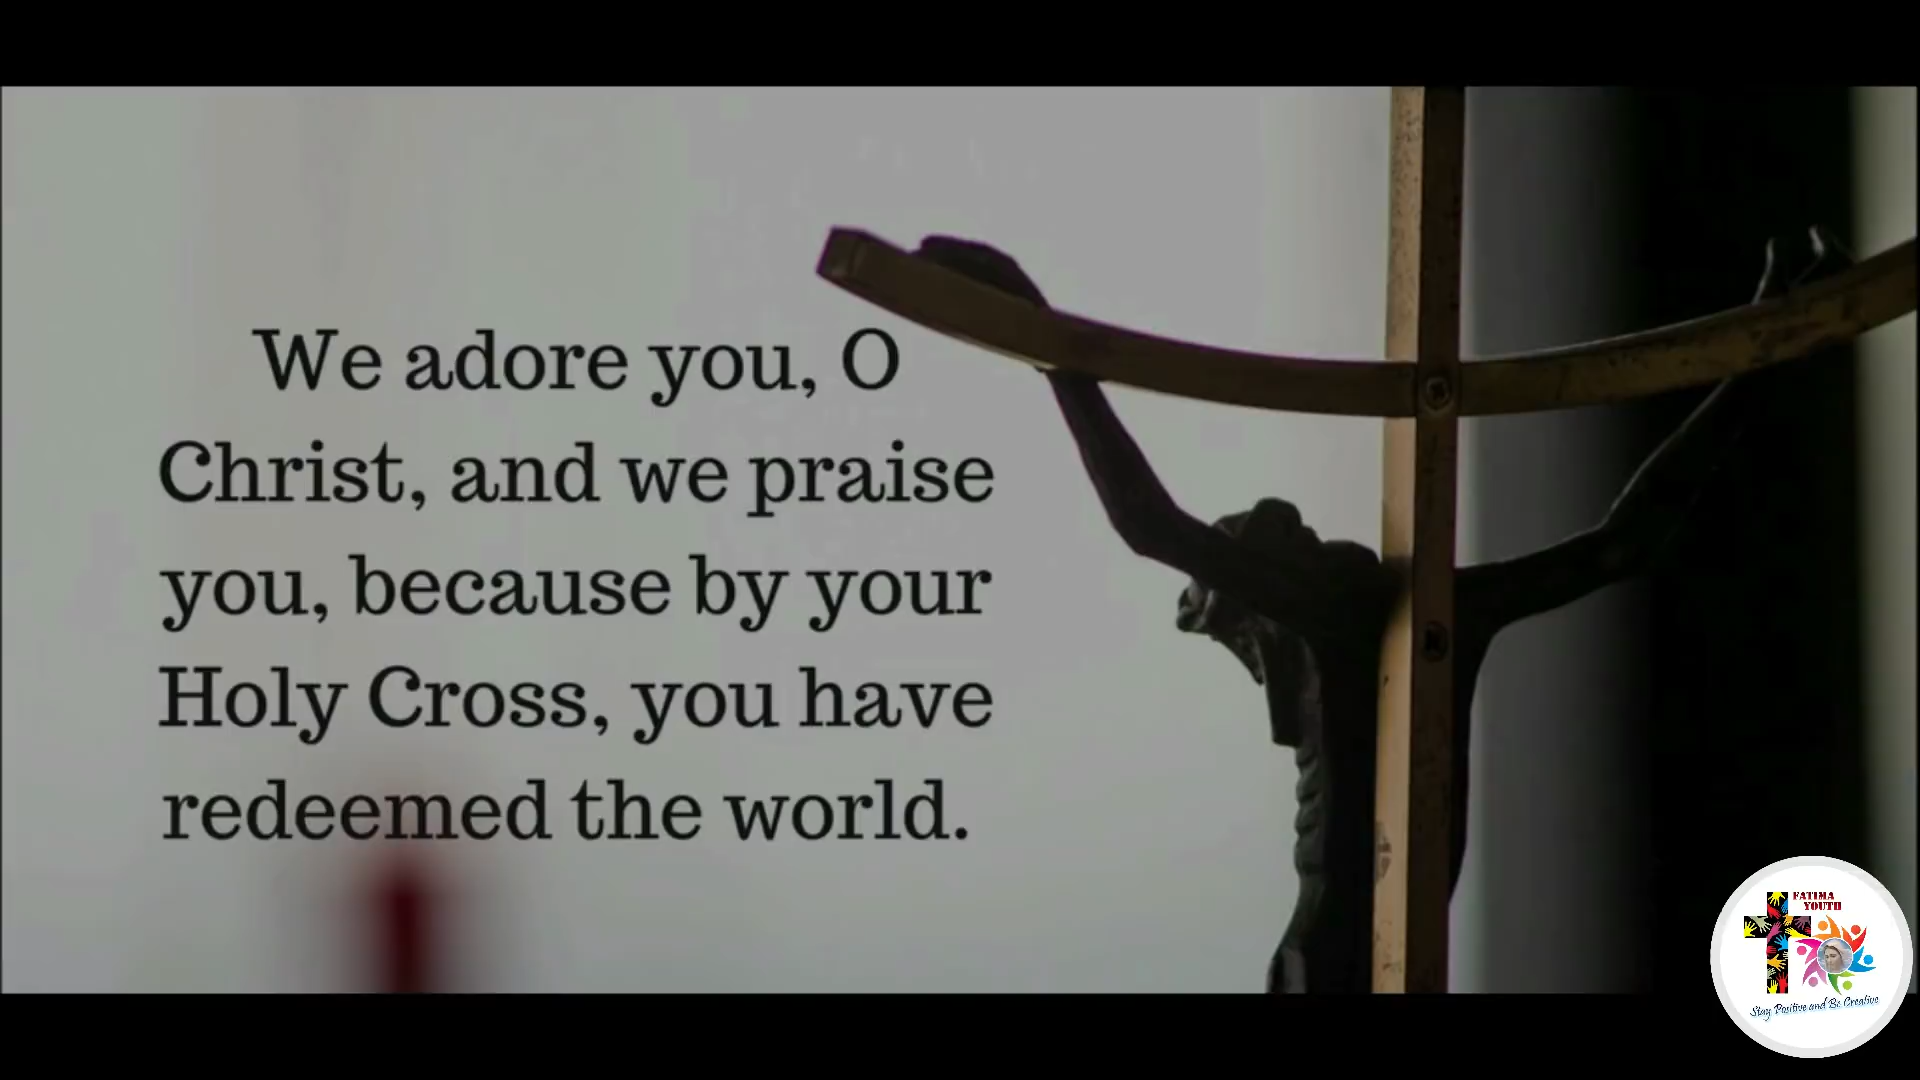 We adore you, O
Christ, and we praise
you, because by your
Holy Cross, you have
redeemed the world.
FATIMA
YOUTH
Stay Positive and Be Creative